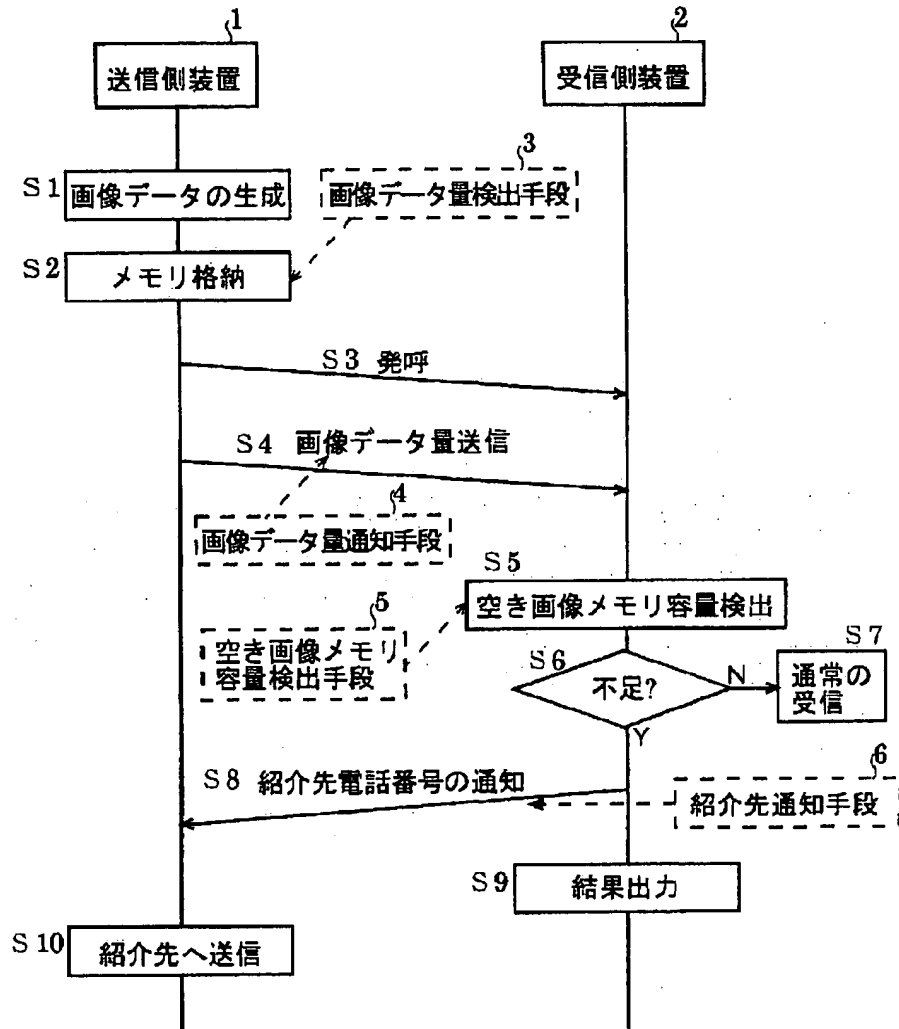 1
2
送信側装置
受信側装置
3
S1 画像データの生成
画像データ量検出手段
S2 メモリ格納
S3 発呼
S4 画像データ量送信
4
画像データ量通知手段
S5
空き画像メモリ容量検出
5
空き画像メモリ
容量検出手段
S6
不足?
N
Y
S7
通常の
受信
S8 紹介先電話番号の通知
6
紹介先通知手段
S9 結果出力
S10 紹介先へ送信